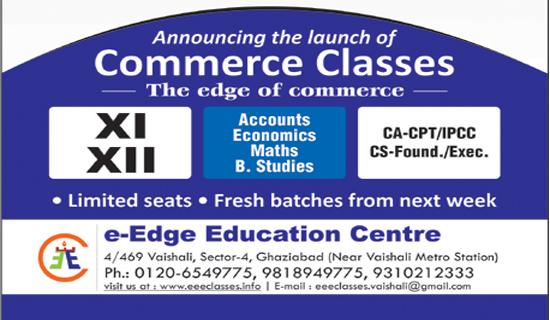 Announcing the launch of
Commerce Classes
The edge of commerce
XI
XII
Accounts
Economics
Maths
B. Studies
CA-CPT/IPCC
CS-Found./Exec.
• Limited seats • Fresh batches from next week
e-Edge Education Centre
4/469 Vaishali, Sector-4, Ghaziabad (Near Vaishali Metro Station)
Ph.: 0120-6549775, 9818949775, 9310212333
visit us at : www.eeeclasses.info | E-mail : eeeclasses.vaishali@gmail.com